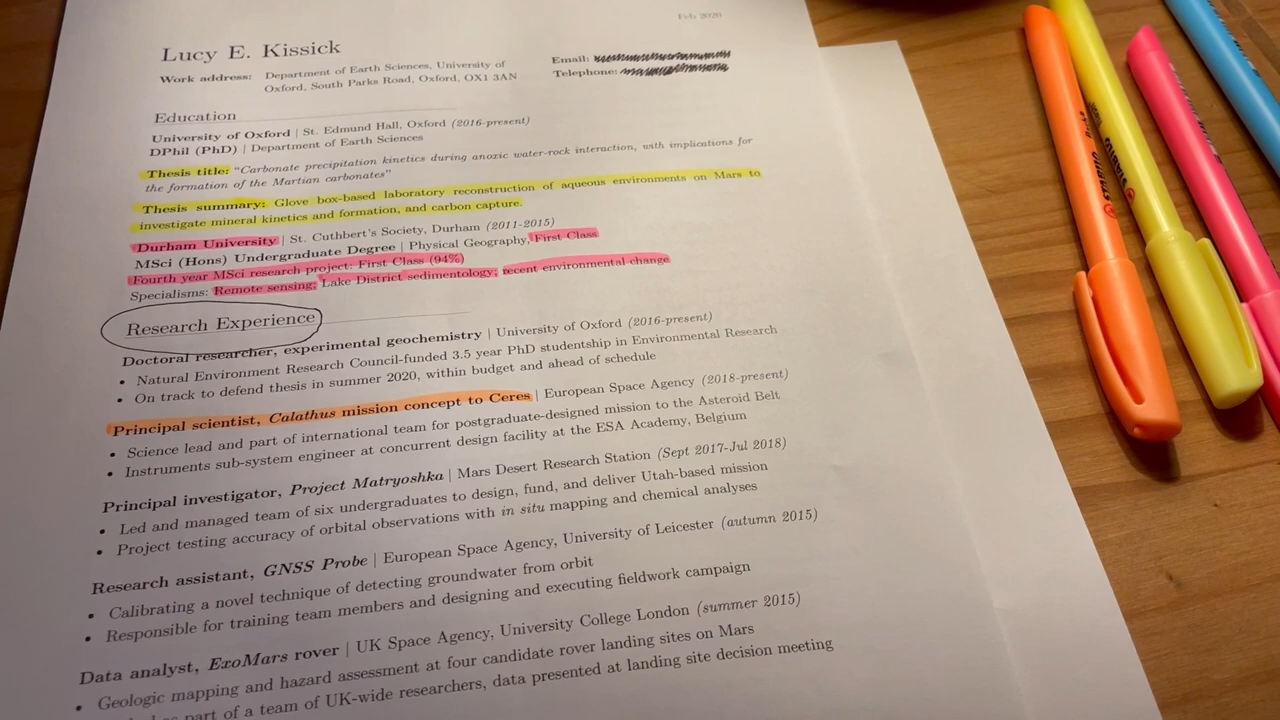 Feb 2020
Lucy E. Kissick
Work address: Department of Earth Sciences, University of
Oxford, South Parks Road, Oxford, OX1 3AN
Email:
Telephone:
Education
University of Oxford | St. Edmund Hall, Oxford (2016-present)
DPhil (PhD) | Department of Earth Sciences
Thesis title: "Carbonate precipitation kinetics during anoxic water-rock interaction, with implications for
the formation of the Martian carbonates"
Thesis summary: Glove box-based laboratory reconstruction of aqueous environments on Mars to
investigate mineral kinetics and formation, and carbon capture.
Durham University | St. Cuthbert's Society, Durham (2011-2015)
MSci (Hons) Undergraduate Degree | Physical Geography, First Class
Fourth year MSci research project: First Class (94%)
Specialisms: Remote sensing; Lake District sedimentology; recent environmental change
Research Experience
Doctoral researcher, experimental geochemistry | University of Oxford (2016-present)
• Natural Environment Research Council-funded 3.5 year PhD studentship in Environmental Research
• On track to defend thesis in summer 2020, within budget and ahead of schedule
Principal scientist, Calathus mission concept to Ceres | European Space Agency (2018-present)
• Science lead and part of international team for postgraduate-designed mission to the Asteroid Belt
• Instruments sub-system engineer at concurrent design facility at the ESA Academy, Belgium
Principal investigator, Project Matryoshka | Mars Desert Research Station (Sept 2017-Jul 2018)
• Led and managed team of six undergraduates to design, fund, and deliver Utah-based mission
• Project testing accuracy of orbital observations with in situ mapping and chemical analyses
Research assistant, GNSS Probe | European Space Agency, University of Leicester (autumn 2015)
• Calibrating a novel technique of detecting groundwater from orbit
• Responsible for training team members and designing and executing fieldwork campaign
Data analyst, ExoMars rover | UK Space Agency, University College London (summer 2015)
• Geologic mapping and hazard assessment at four candidate rover landing sites on Mars
part of a team of UK-wide researchers, data presented at landing site decision meeting
STABILO
STABILO